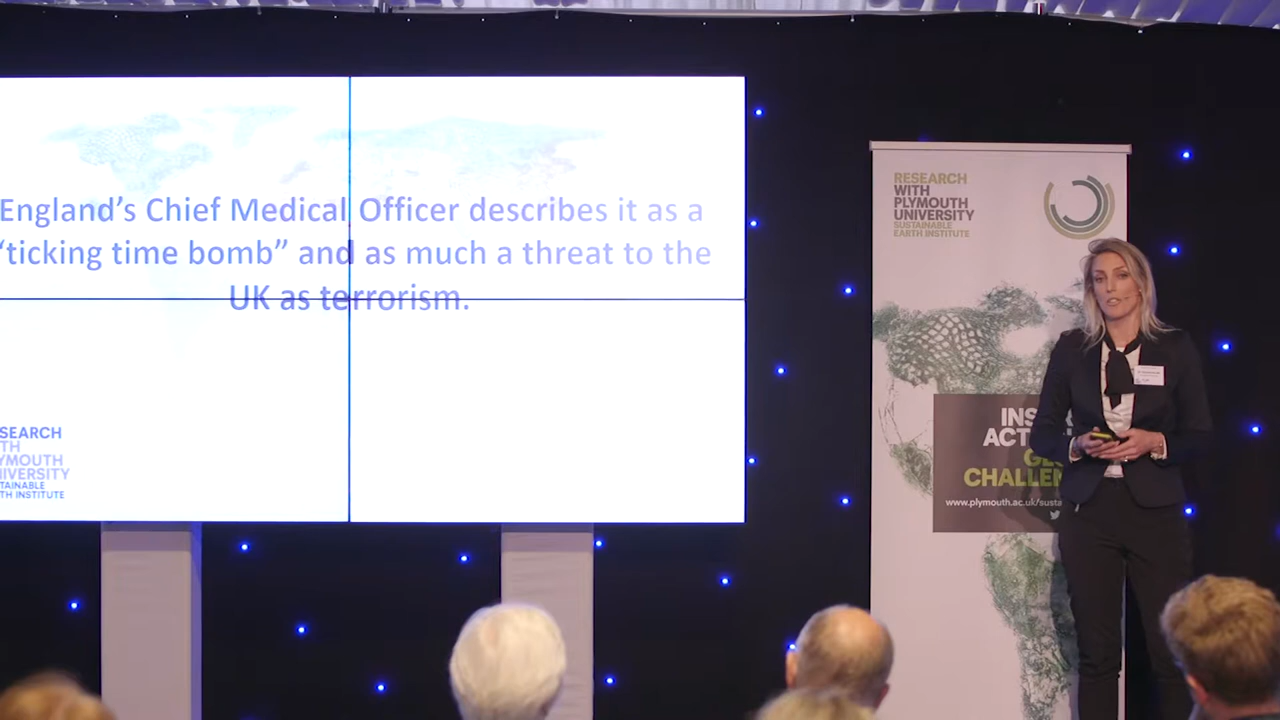 England's Chief Medical Officer describes it as a
"ticking time bomb" and as much a threat to the
UK as terrorism.
SEARCH
TH
YMOUTH
IVERSITY
TAINABLE
TH INSTITUTE
RESEARCH
WITH
PLYMOUTH
UNIVERSITY
SUSTAINABLE
EARTH INSTITUTE
INS
ACT
GL
CHALLEN
www.plymouth.ac.uk/susta